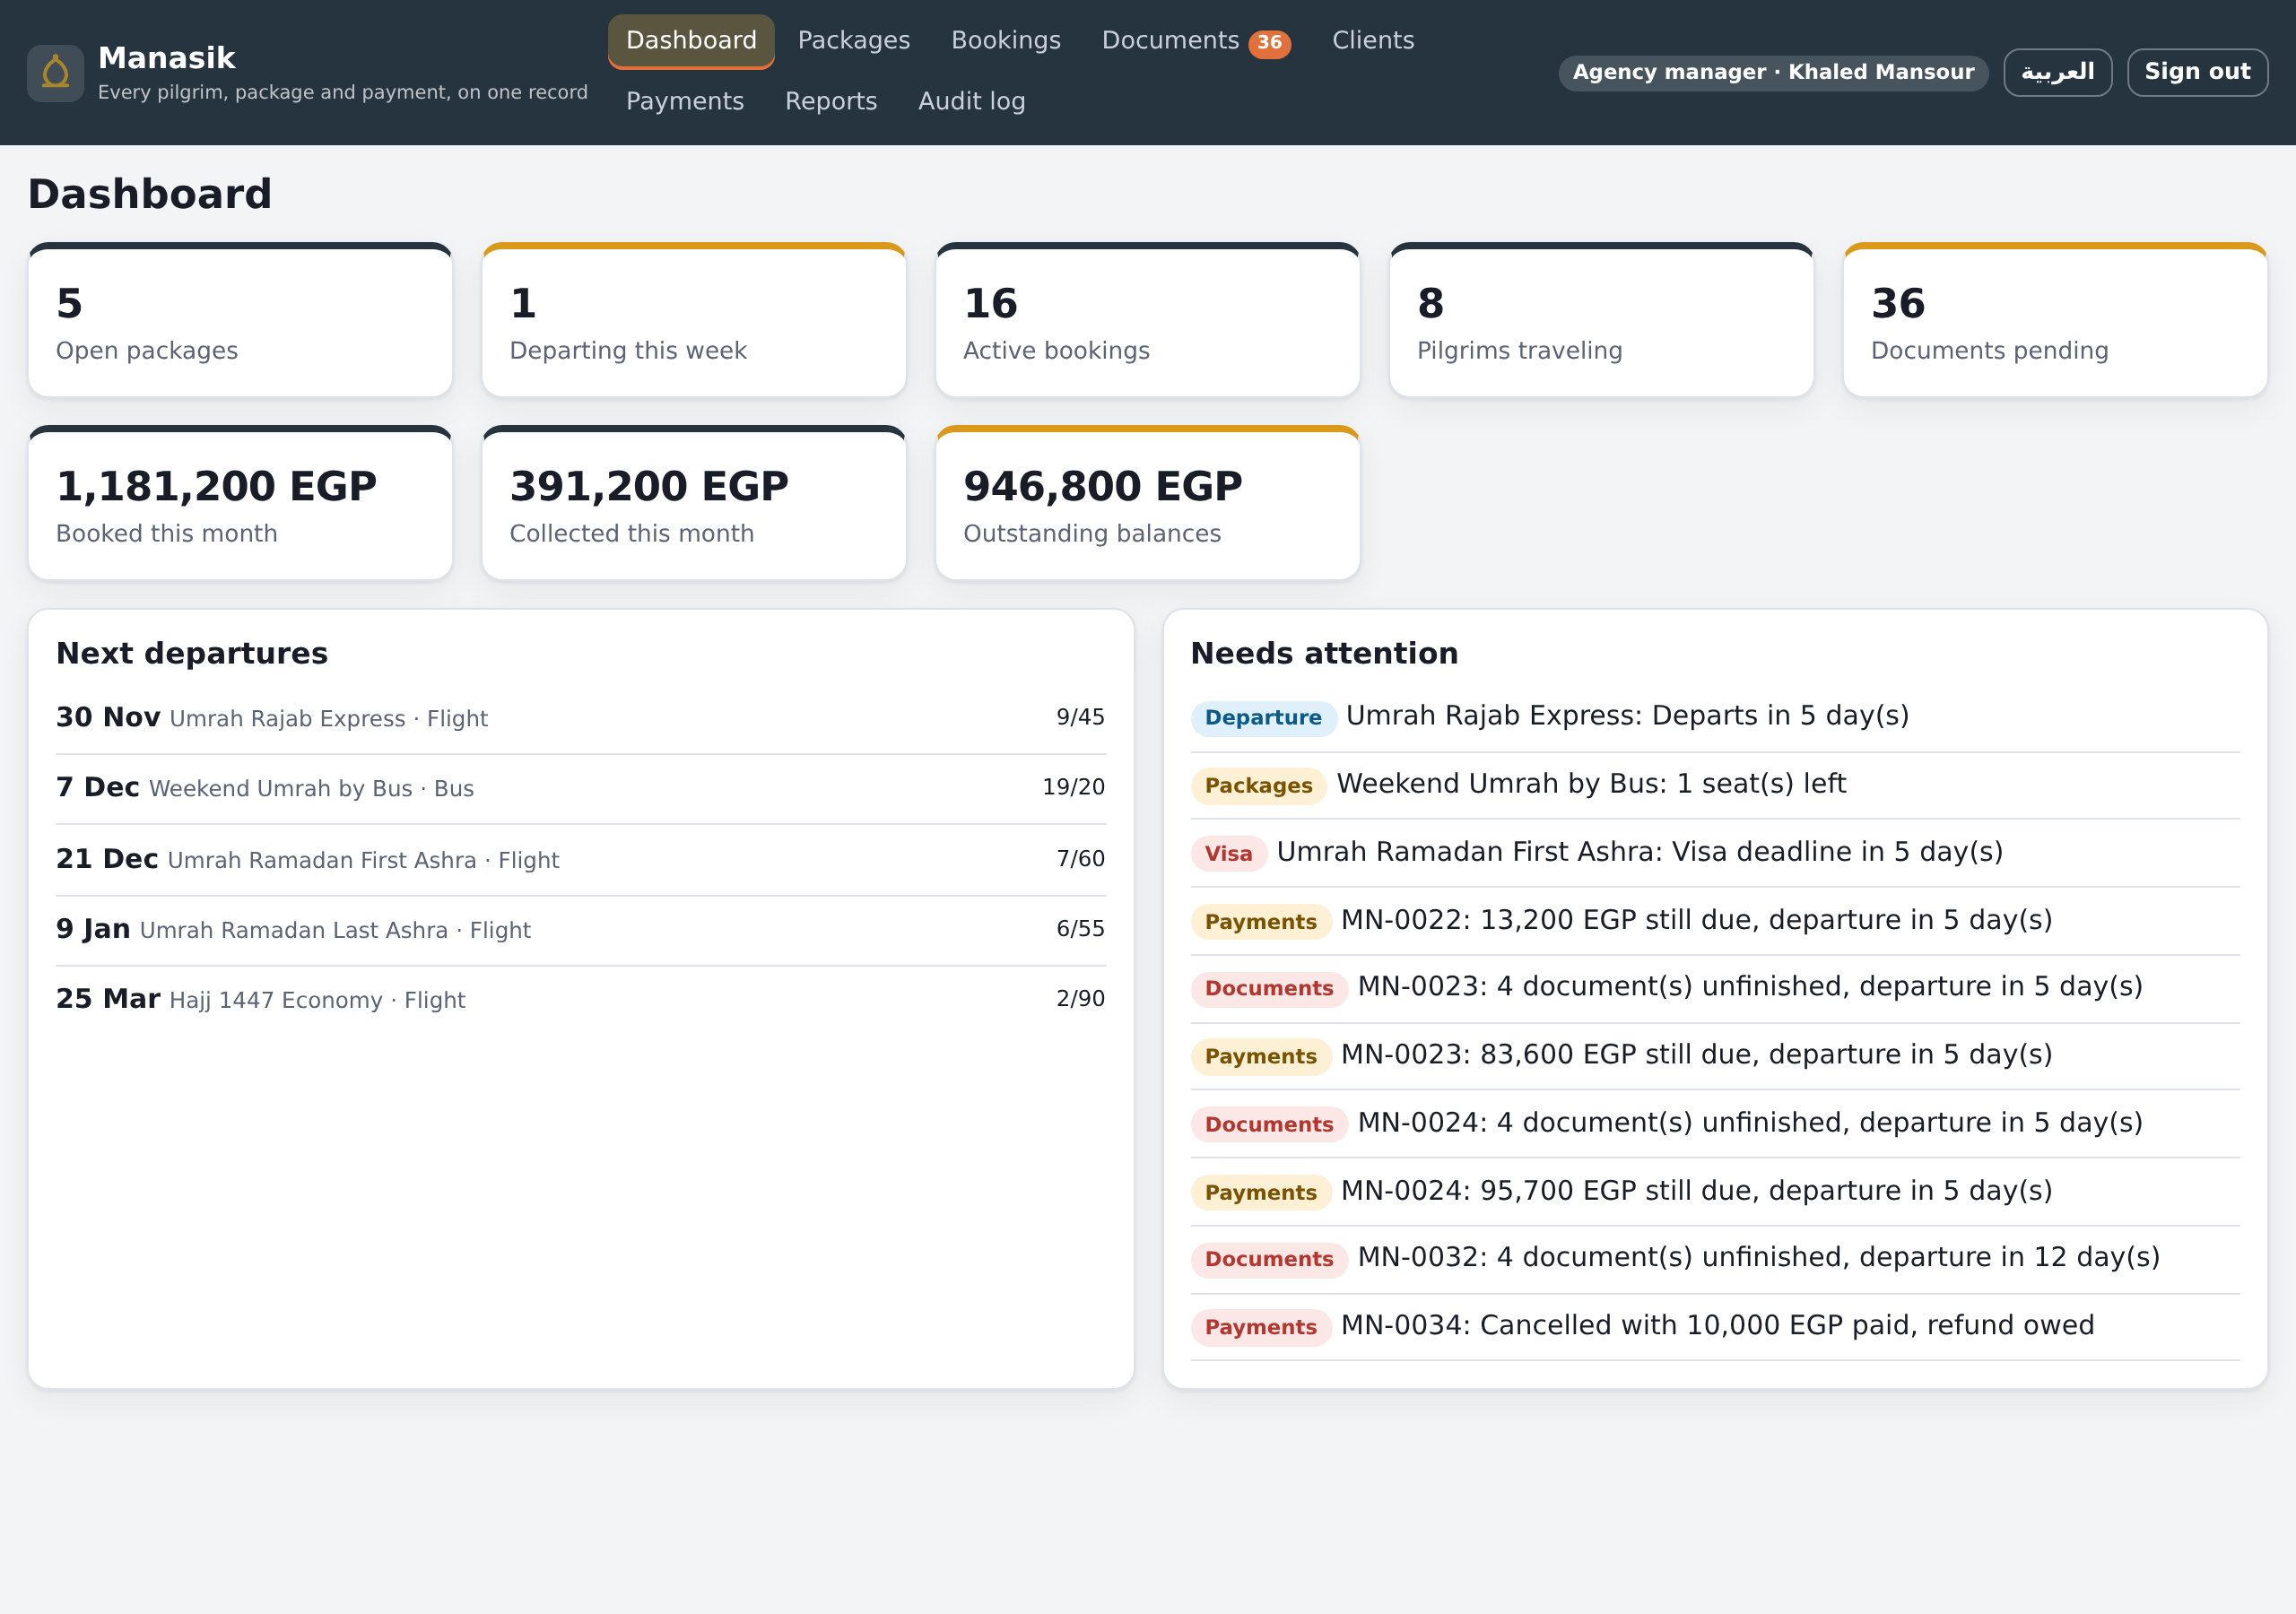 Manasik
Every pilgrim, package and payment, on one record
Dashboard
Packages
Bookings
Documents 36
Clients
Payments
Reports
Audit log
Agency manager · Khaled Mansour
العربية
Sign out
Dashboard
5
Open packages
1
Departing this week
16
Active bookings
8
Pilgrims traveling
36
Documents pending
1,181,200 EGP
Booked this month
391,200 EGP
Collected this month
946,800 EGP
Outstanding balances
Next departures
30 Nov Umrah Rajab Express · Flight 9/45
7 Dec Weekend Umrah by Bus · Bus 19/20
21 Dec Umrah Ramadan First Ashra · Flight 7/60
9 Jan Umrah Ramadan Last Ashra · Flight 6/55
25 Mar Hajj 1447 Economy · Flight 2/90
Needs attention
Departure Umrah Rajab Express: Departs in 5 day(s)
Packages Weekend Umrah by Bus: 1 seat(s) left
Visa Umrah Ramadan First Ashra: Visa deadline in 5 day(s)
Payments MN-0022: 13,200 EGP still due, departure in 5 day(s)
Documents MN-0023: 4 document(s) unfinished, departure in 5 day(s)
Payments MN-0023: 83,600 EGP still due, departure in 5 day(s)
Documents MN-0024: 4 document(s) unfinished, departure in 5 day(s)
Payments MN-0024: 95,700 EGP still due, departure in 5 day(s)
Documents MN-0032: 4 document(s) unfinished, departure in 12 day(s)
Payments MN-0034: Cancelled with 10,000 EGP paid, refund owed